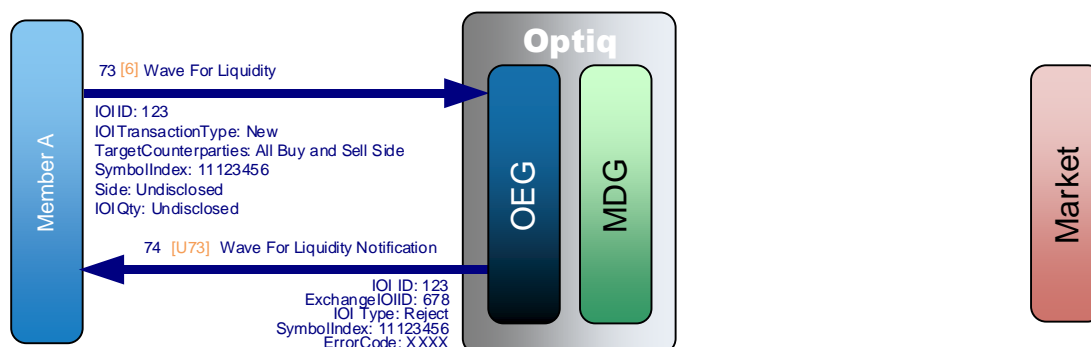 Optiq
73 [6] Wave For Liquidity
IOIID: 123
IOITransactionType: New
TargetCounterparties: All Buy and Sell Side
SymbolIndex: 11123456
Side: Undisclosed
IOIQty: Undisclosed
Member A
OEG
MDG
Market
74 [U73] Wave For Liquidity Notification
IOI ID: 123
ExchangeIOIID: 678
IOI Type: Reject
SymbolIndex: 11123456
ErrorCode: XXXX